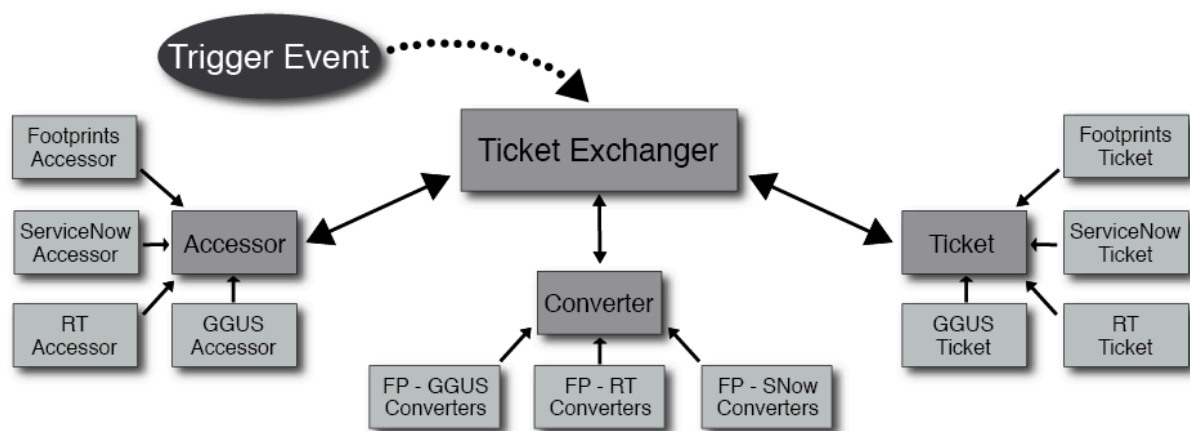 Trigger Event
Ticket Exchanger
Footprints
Accessor
ServiceNow
Accessor
RT
Accessor
GGUS
Accessor
Accessor
Converter
FP - GGUS
Converters
FP - RT
Converters
FP - SNow
Converters
Ticket
Footprints
Ticket
ServiceNow
Ticket
GGUS
Ticket
RT
Ticket